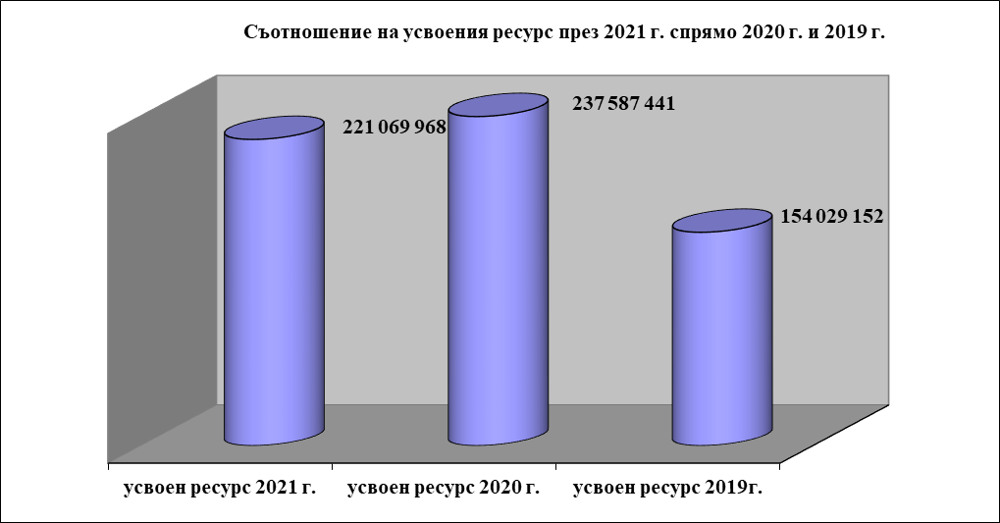 Съотношение на усвоения ресурс през 2021 г. спрямо 2020 г. и 2019 г.
237 587 441
221 069 968
154 029 152
усвоен ресурс 2021 г.
усвоен ресурс 2020 г.
усвоен ресурс 2019г.